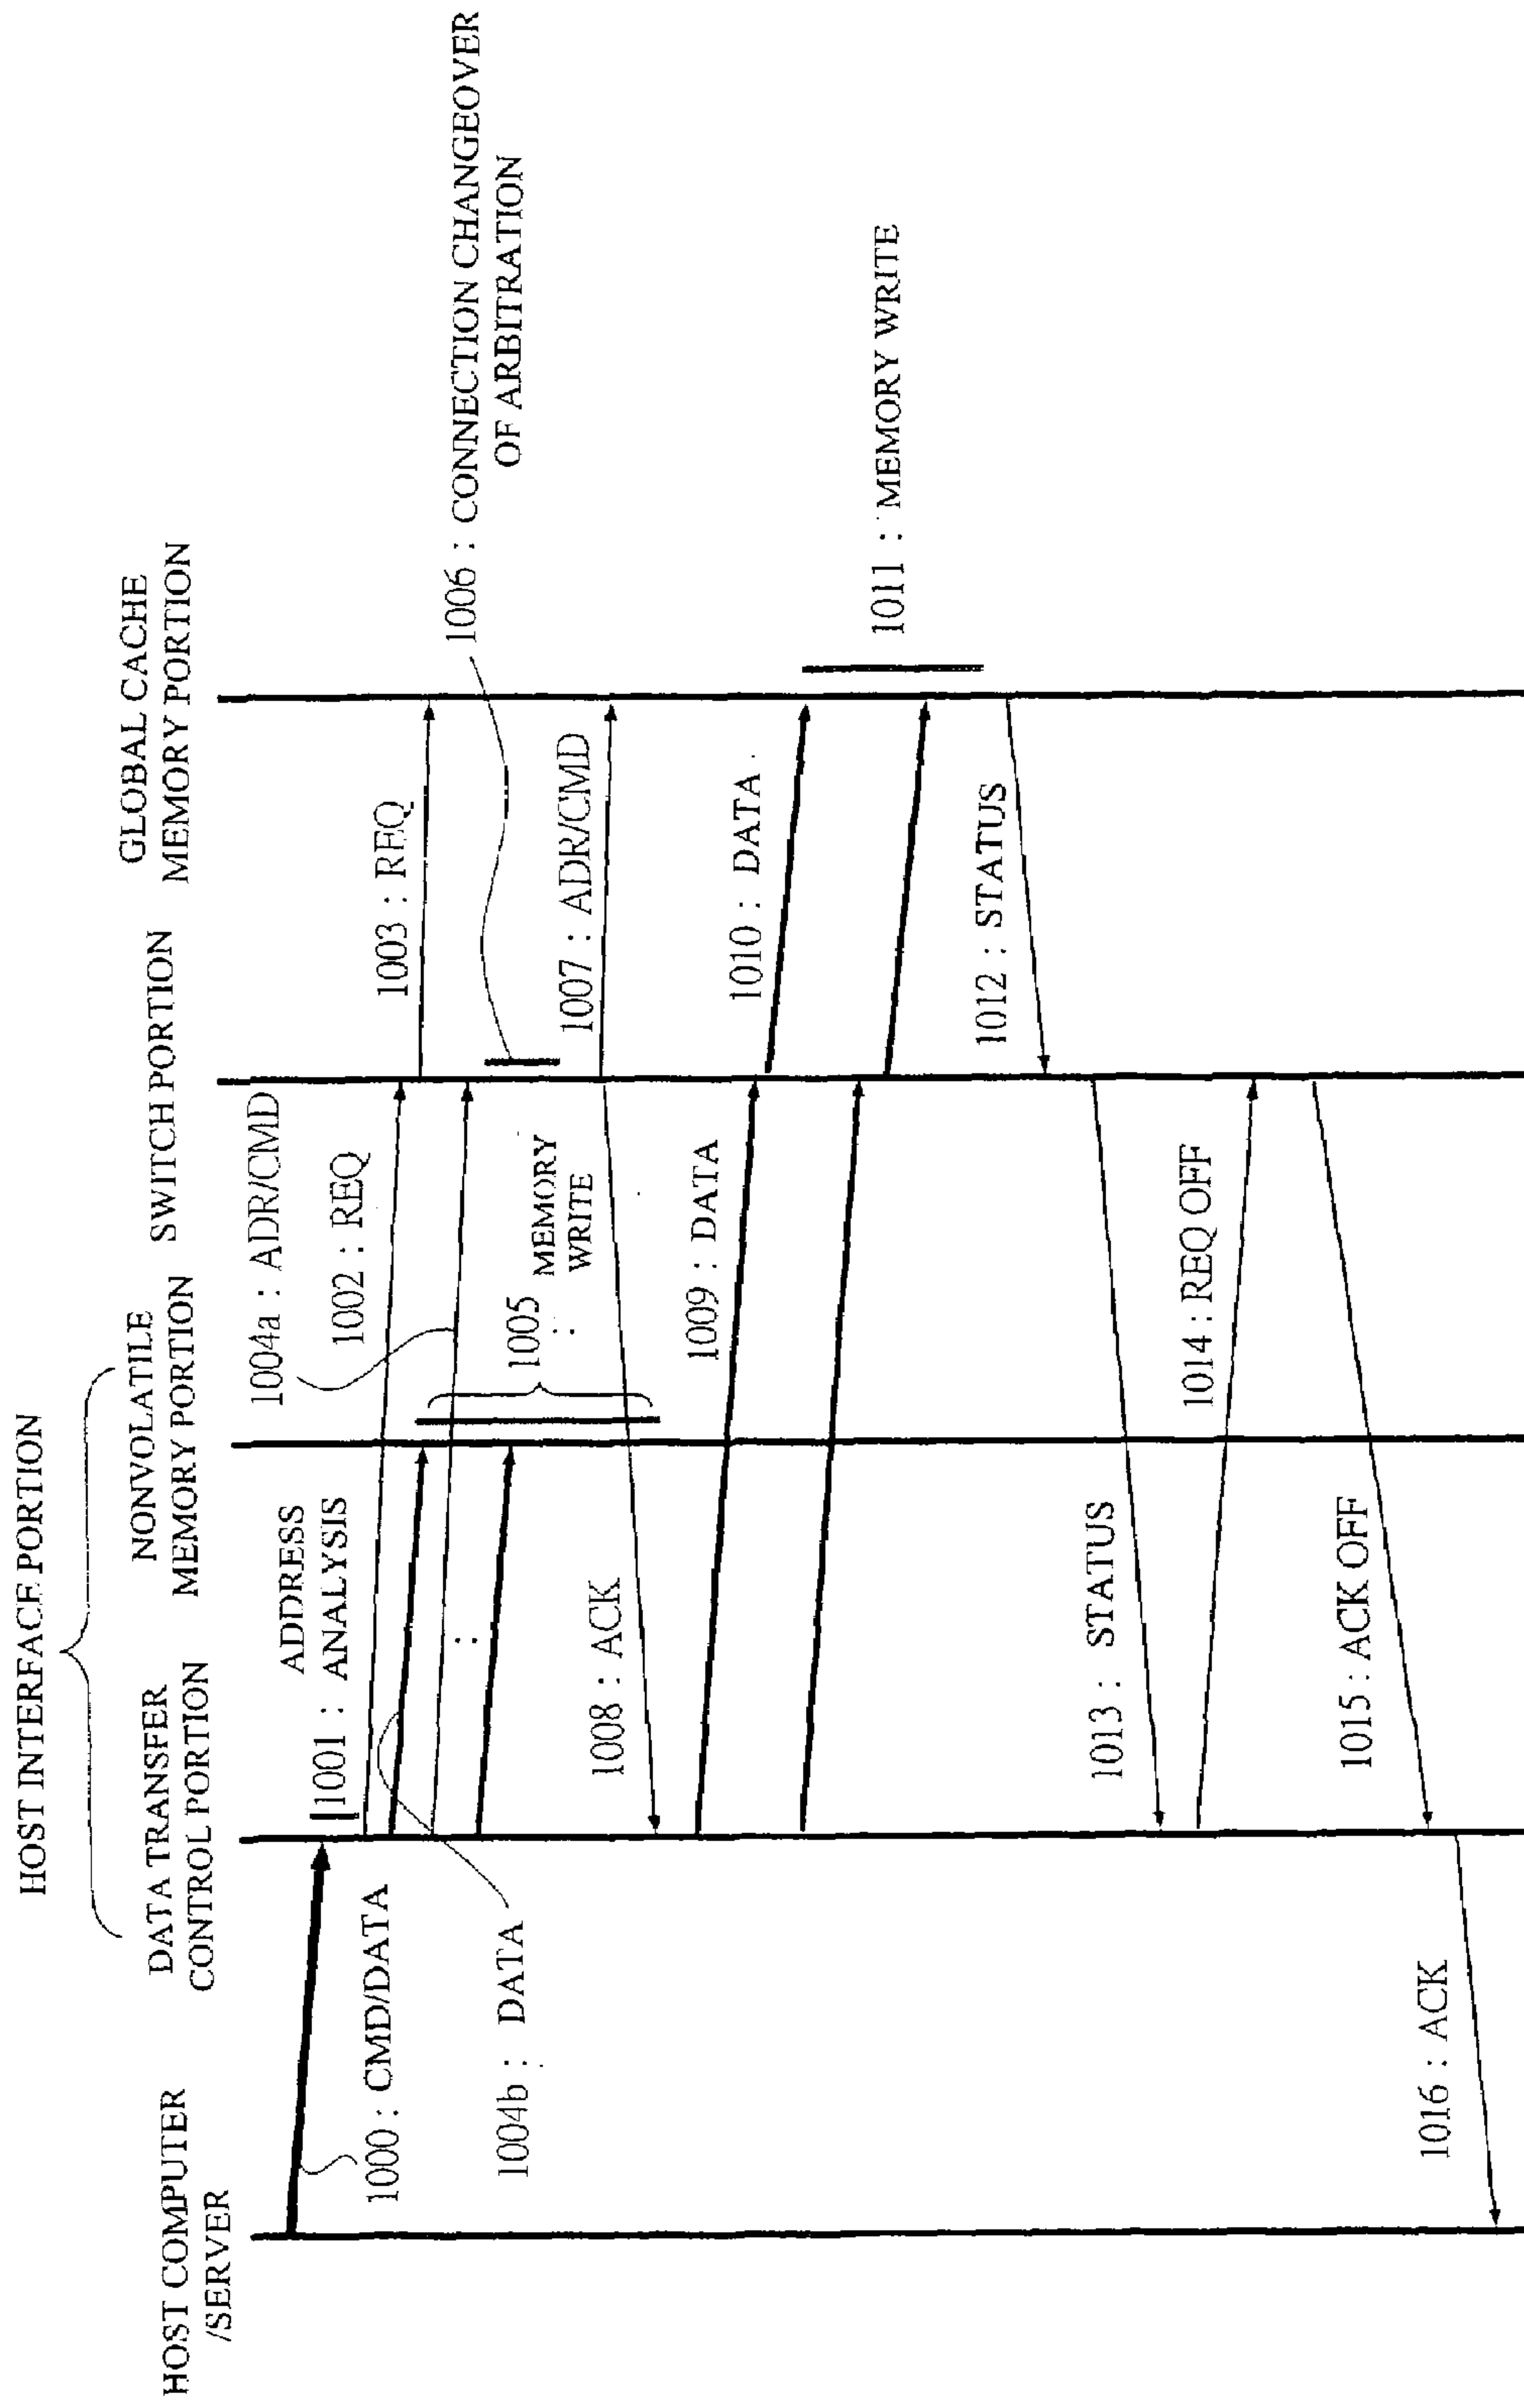 HOST INTERFACE PORTION
HOST COMPUTER
/SERVER
DATA TRANSFER
CONTROL PORTION
NONVOLATILE
MEMORY PORTION
SWITCH PORTION
GLOBAL CACHE
MEMORY PORTION
1000 : CMD/DATA
1001 : ADDRESS
ANALYSIS
1004a : ADR/CMD
1002 : REQ
1003 : REQ
1006 : CONNECTION CHANGEOVER
OF ARBITRATION
1004b : DATA
1005 : MEMORY
WRITE
1007 : ADR/CMD
1008 : ACK
1009 : DATA
1010 : DATA
1011 : MEMORY WRITE
1012 : STATUS
1013 : STATUS
1014 : REQ OFF
1015 : ACK OFF
1016 : ACK